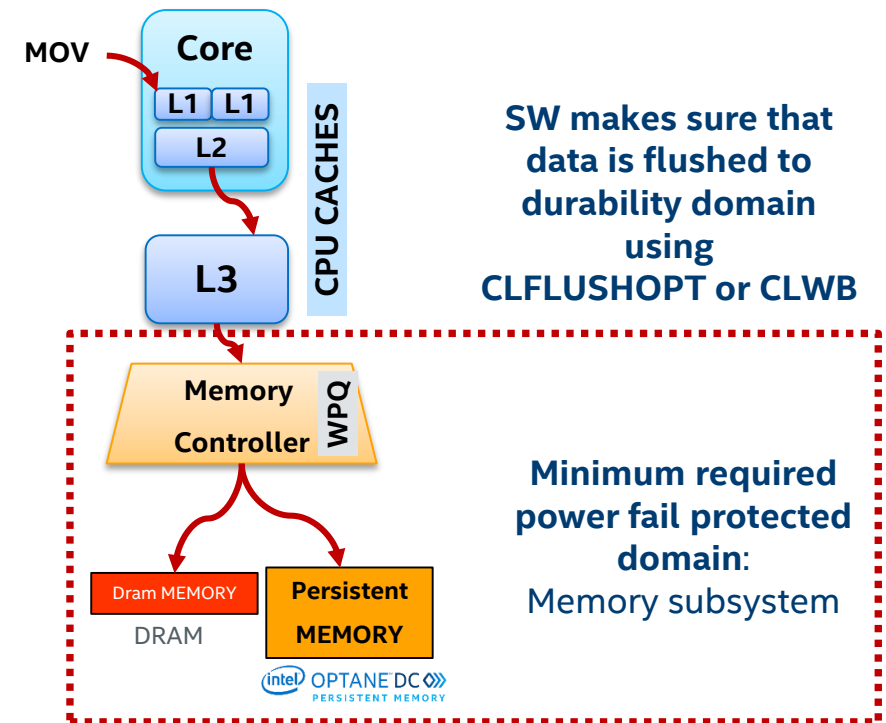 MOV
Core
L1 L1
L2
L3
CPU CACHES
SW makes sure that
data is flushed to
durability domain
using
CLFLUSHOPT or CLWB
Memory
Controller
WPQ
Dram MEMORY
DRAM
Persistent
MEMORY
intel OPTANE™ DC
PERSISTENT MEMORY
Minimum required
power fail protected
domain:
Memory subsystem